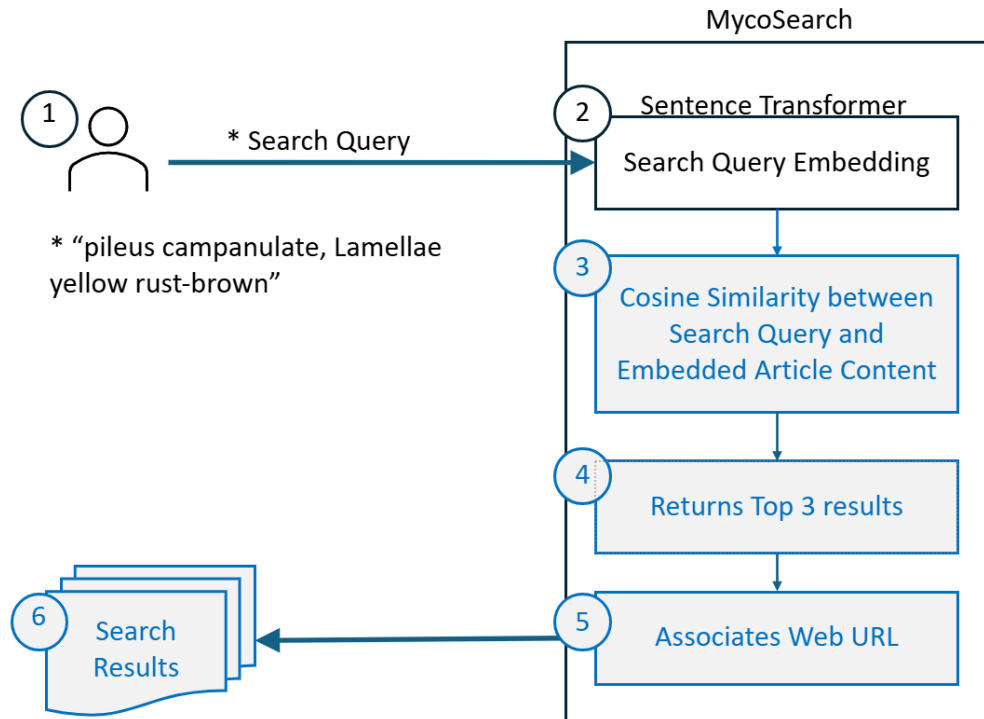 MycoSearch
1
* Search Query
* “pileus campanulate, Lamellae
yellow rust-brown”
2
Sentence Transformer
Search Query Embedding
3
Cosine Similarity between
Search Query and
Embedded Article Content
4
Returns Top 3 results
5
Associates Web URL
6
Search
Results